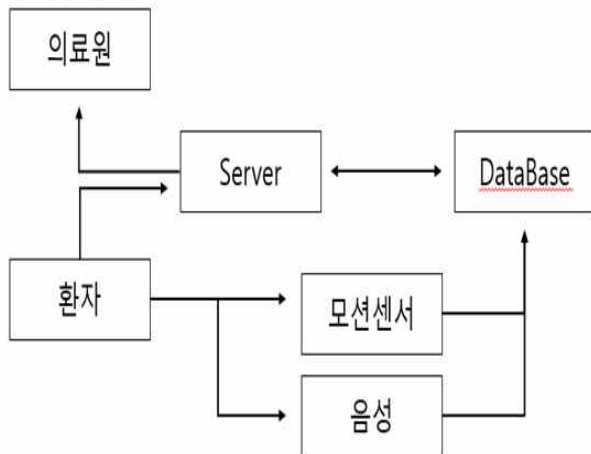 의료원
Server
DataBase
환자
모션센서
음성